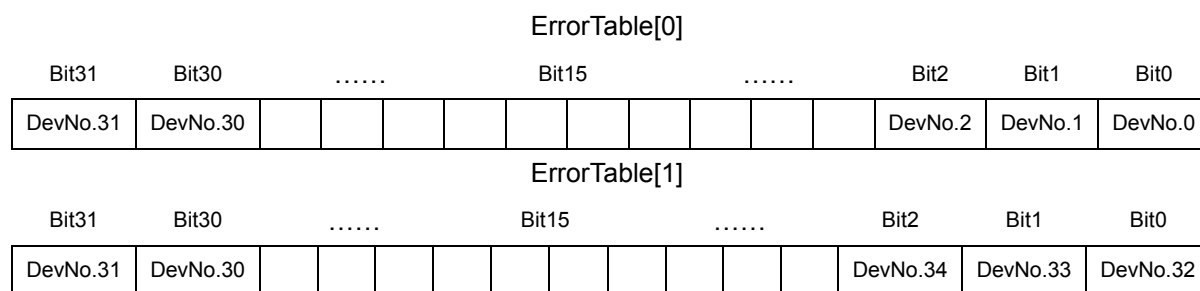 ErrorTable[0]
Bit31 Bit30 ...... Bit15 ...... Bit2 Bit1 Bit0
DevNo.31 DevNo.30 DevNo.2 DevNo.1 DevNo.0
ErrorTable[1]
Bit31 Bit30 ...... Bit15 ...... Bit2 Bit1 Bit0
DevNo.31 DevNo.30 DevNo.34 DevNo.33 DevNo.32